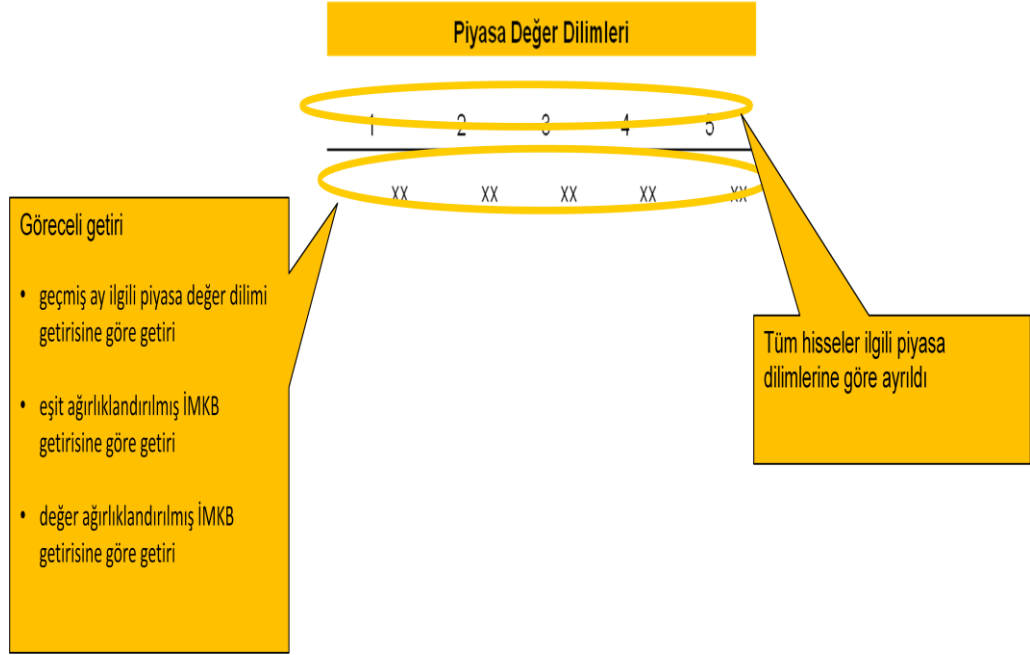 Piyasa Değer Dilimleri
1 2 3 4 5
xx xx xx xx xx
Göreceli getiri
• geçmiş ay ilgili piyasa değer dilimi
getirisine göre getiri
• eşit ağırlıklandırılmış İMKB
getirisine göre getiri
• değer ağırlıklandırılmış İMKB
getirisine göre getiri
Tüm hisseler ilgili piyasa
dilimlerine göre ayrıldı